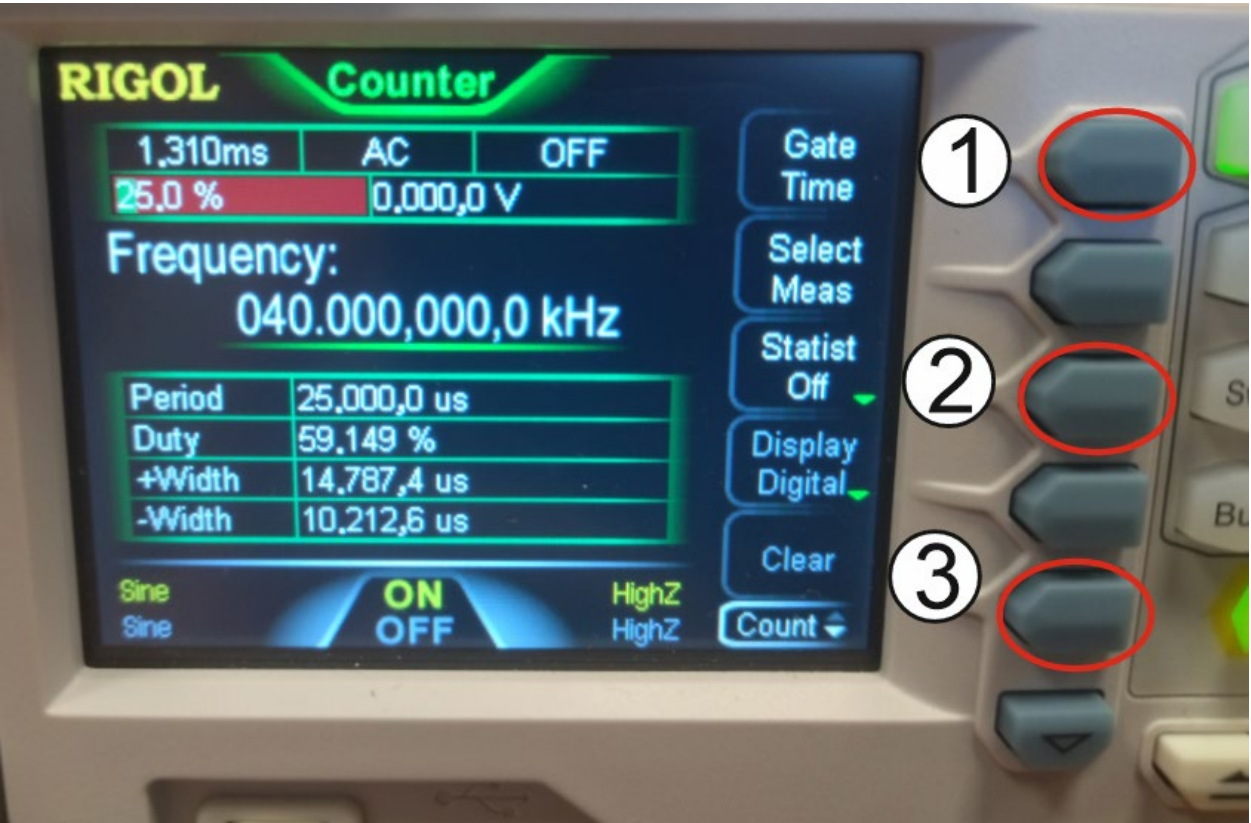 RIGOL Counter
1.310ms AC OFF
25.0 % 0.000,0 V
Frequency:
040.000,000,0 kHz
Period 25.000,0 us
Duty 59.149 %
+Width 14.787,4 us
-Width 10.212,6 us
Sine ON HighZ
Sine OFF HighZ
Gate
Time
Select
Meas
Statist
Off
Display
Digital
Clear
Count
1
2
3
S
Bu